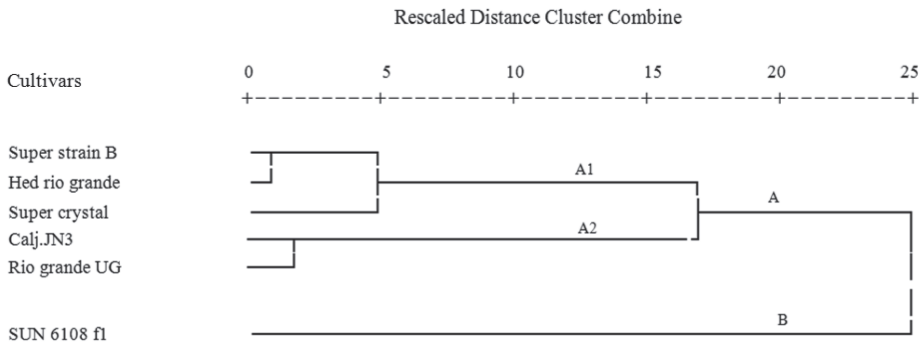 Rescaled Distance Cluster Combine
Cultivars
0 5 10 15 20 25
Super strain B
Hed rio grande
A1
Super crystal
A
Calj.JN3
A2
Rio grande UG
SUN 6108 f1
B